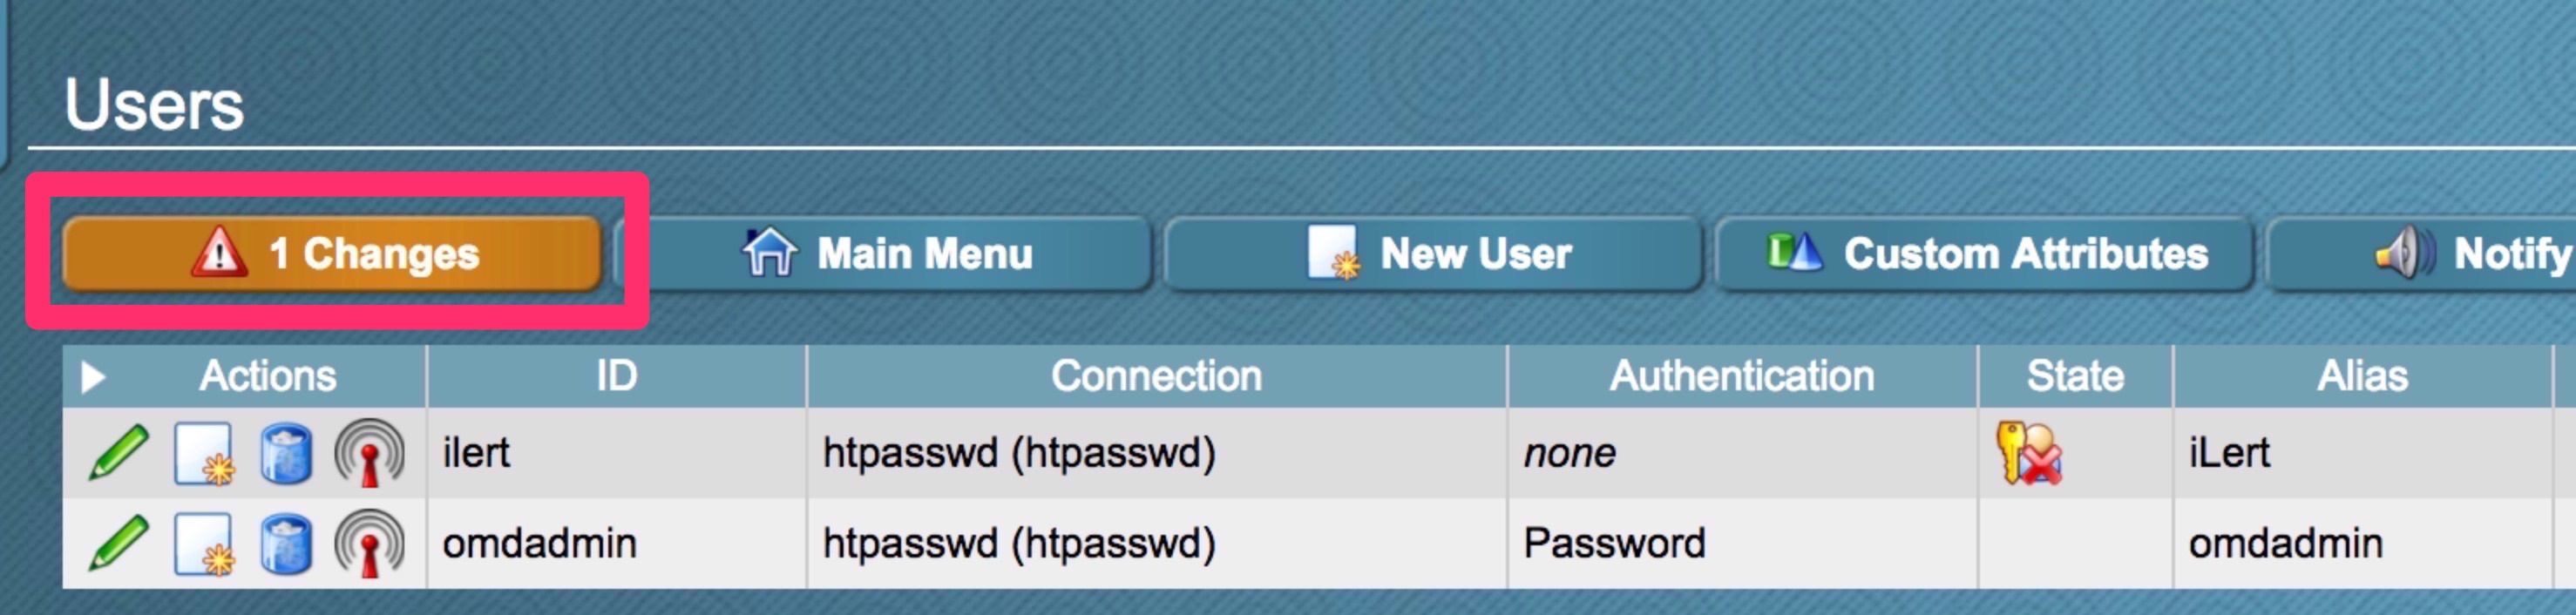 Users
1 Changes Main Menu New User Custom Attributes Notify
Actions ID Connection Authentication State Alias
ilert htpasswd (htpasswd) none iLert
omdadmin htpasswd (htpasswd) Password omdadmin